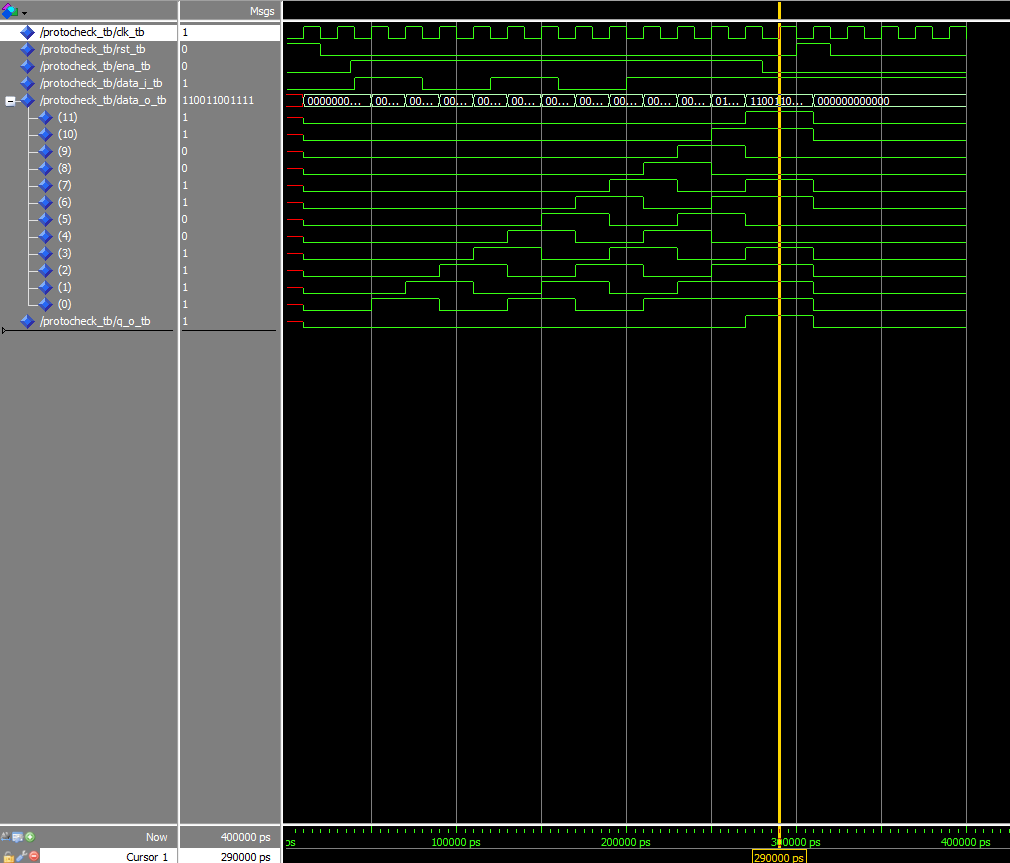 Msgs
/protocheck_tb/clk_tb 1
/protocheck_tb/rst_tb 0
/protocheck_tb/ena_tb 0
/protocheck_tb/data_i_tb 1
/protocheck_tb/data_o_tb 110011001111 0000000... 00... 00... 00... 00... 00... 00... 00... 00... 00... 00... 01... 1100110... 000000000000
(11) 1
(10) 1
(9) 0
(8) 0
(7) 1
(6) 1
(5) 0
(4) 0
(3) 1
(2) 1
(1) 1
(0) 1
/protocheck_tb/q_o_tb 1
Now 400000 ps ps 100000 ps 200000 ps 300000 ps 400000 ps
Cursor 1 290000 ps 290000 ps